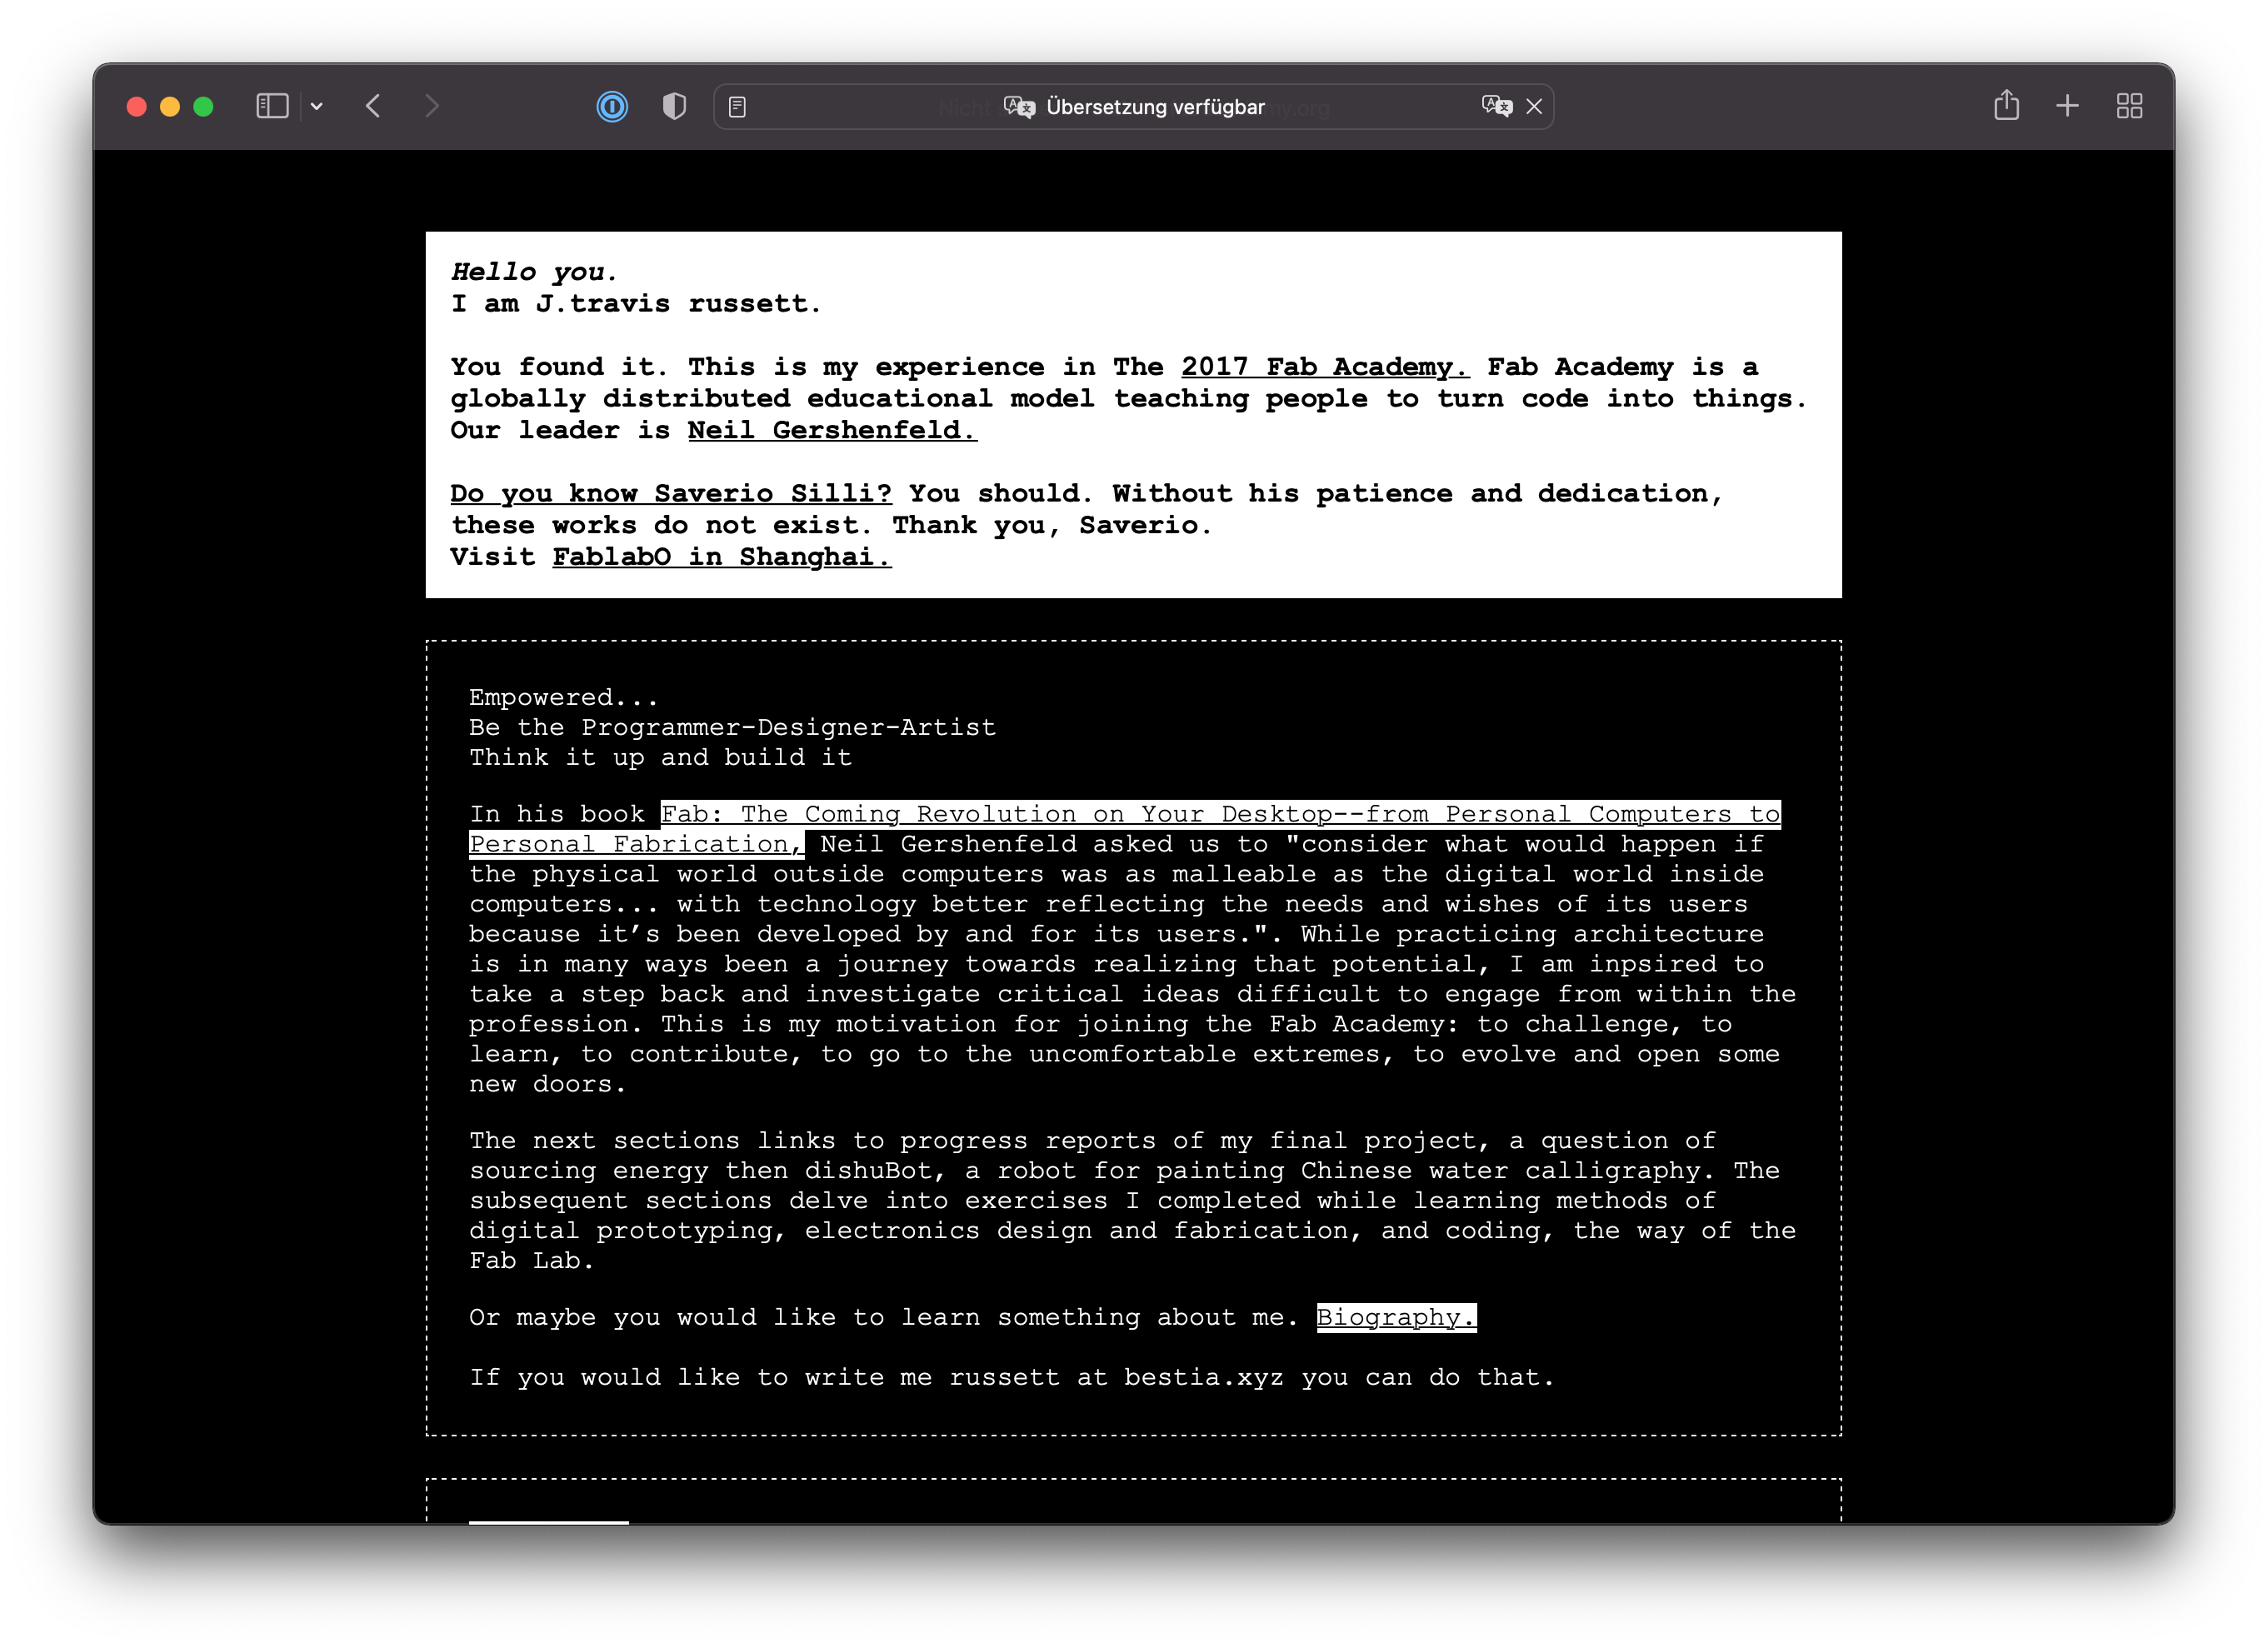 Übersetzung verfügbar
Hello you.
I am J.travis russett.
You found it. This is my experience in The 2017 Fab Academy. Fab Academy is a
globally distributed educational model teaching people to turn code into things.
Our leader is Neil Gershenfeld.
Do you know Saverio Silli? You should. Without his patience and dedication,
these works do not exist. Thank you, Saverio.
Visit FablabO in Shanghai.
Empowered...
Be the Programmer-Designer-Artist
Think it up and build it
In his book Fab: The Coming Revolution on Your Desktop--from Personal Computers to
Personal Fabrication, Neil Gershenfeld asked us to "consider what would happen if
the physical world outside computers was as malleable as the digital world inside
computers... with technology better reflecting the needs and wishes of its users
because it’s been developed by and for its users.". While practicing architecture
is in many ways been a journey towards realizing that potential, I am inpsired to
take a step back and investigate critical ideas difficult to engage from within the
profession. This is my motivation for joining the Fab Academy: to challenge, to
learn, to contribute, to go to the uncomfortable extremes, to evolve and open some
new doors.
The next sections links to progress reports of my final project, a question of
sourcing energy then dishuBot, a robot for painting Chinese water calligraphy. The
subsequent sections delve into exercises I completed while learning methods of
digital prototyping, electronics design and fabrication, and coding, the way of the
Fab Lab.
Or maybe you would like to learn something about me. Biography.
If you would like to write me russett at bestia.xyz you can do that.